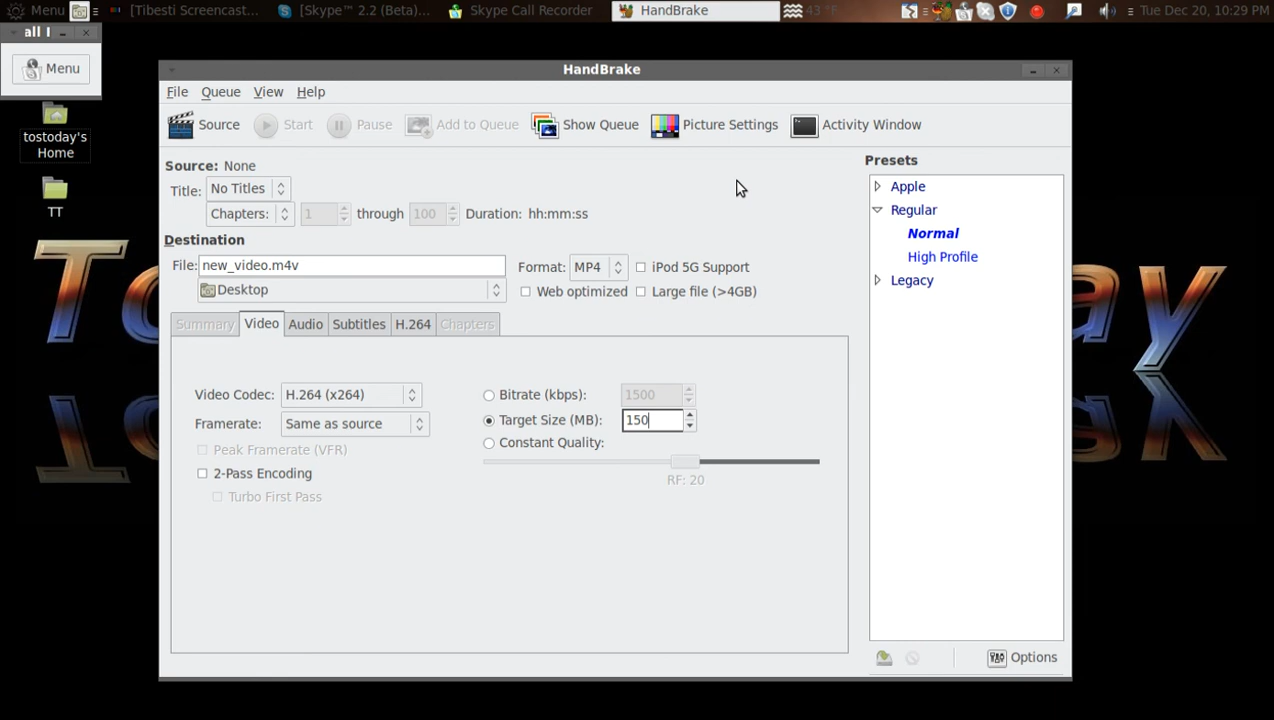 Menu [Tibesti Screencast... [Skype™ 2.2 (Beta)... Skype Call Recorder HandBrake 43 °F Tue Dec 20, 10:29 PM
all I
Menu
tostoday's
Home
TT
HandBrake
File Queue View Help
Source Start Pause Add to Queue Show Queue Picture Settings Activity Window
Source: None
Title: No Titles
Chapters: 1 through 100 Duration: hh:mm:ss
Destination
File: new_video.m4v Format: MP4 iPod 5G Support
Desktop Web optimized Large file (>4GB)
Summary Video Audio Subtitles H.264 Chapters
Video Codec: H.264 (x264) Bitrate (kbps): 1500
Framerate: Same as source Target Size (MB): 150
Peak Framerate (VFR) Constant Quality:
2-Pass Encoding RF: 20
Turbo First Pass
Presets
Apple
Regular
Normal
High Profile
Legacy
Options